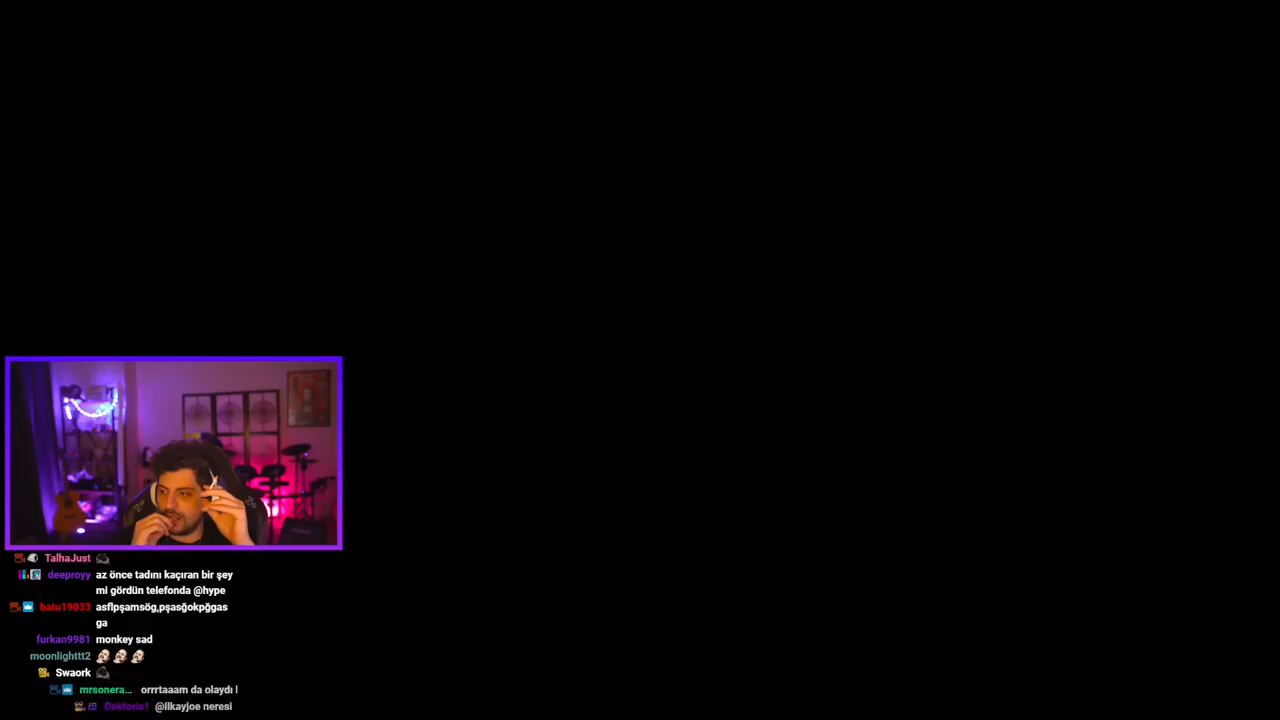 TalhaJust
deeproyy az önce tadını kaçıran bir şey
mi gördün telefonda @hype
batu19033 asflpşamsög,pşasğokpğgas
ga
furkan9981 monkey sad
moonlighttt2
Swaork
mrsonera... orrrtaaam da olaydı l
Doktorin1 @ilkayjoe neresi